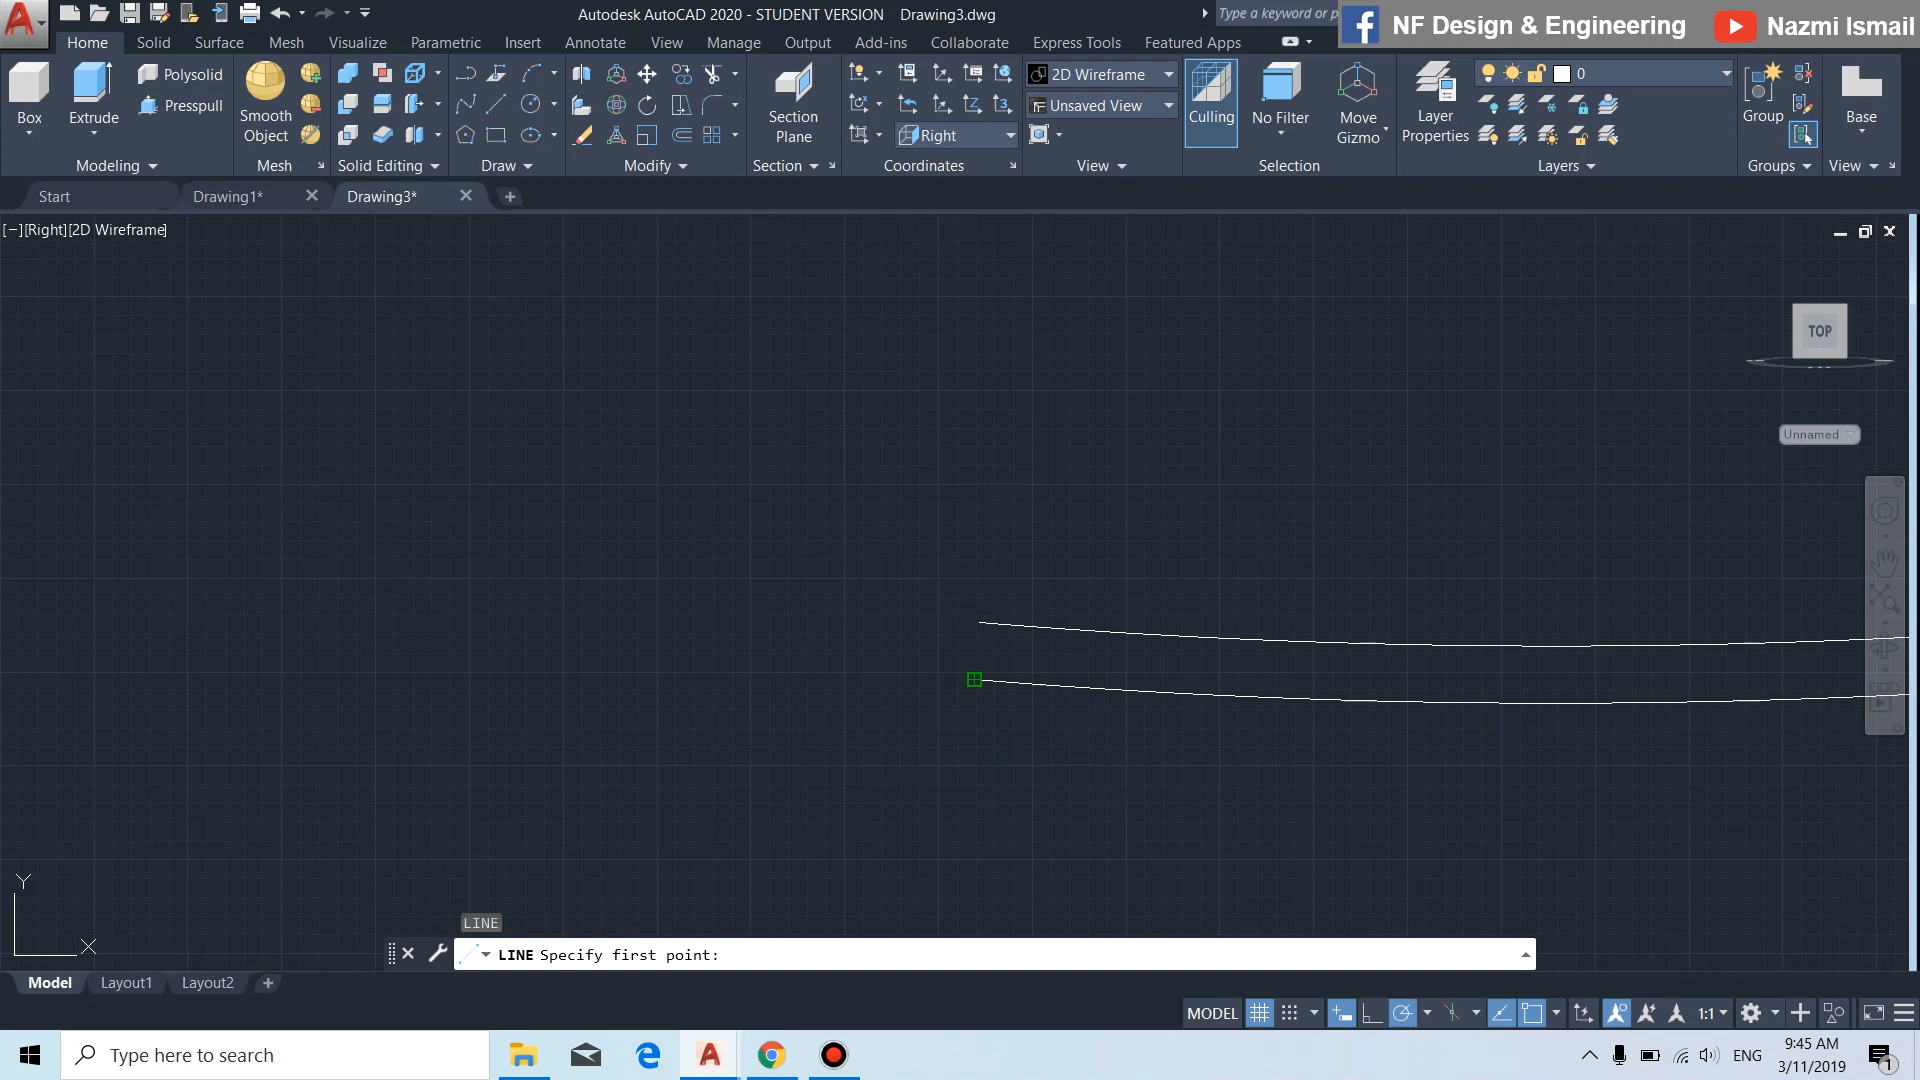 Autodesk AutoCAD 2020 - STUDENT VERSION Drawing3.dwg
Type a keyword or p
NF Design & Engineering
Nazmi Ismail
Home Solid Surface Mesh Visualize Parametric Insert Annotate View Manage Output Add-ins Collaborate Express Tools Featured Apps
Polysolid
Presspull
Box
Extrude
Smooth
Object
Section
Plane
Right
2D Wireframe
Unsaved View
Culling
No Filter
Move
Gizmo
Layer
Properties
0
Group
Base
Modeling
Mesh
Solid Editing
Draw
Modify
Section
Coordinates
View
Selection
Layers
Groups
View
Start
Drawing1*
Drawing3*
[−][Right][2D Wireframe]
TOP
Unnamed
Y
X
LINE
LINE Specify first point:
Model
Layout1
Layout2
MODEL
1:1
Type here to search
ENG
9:45 AM
3/11/2019
1